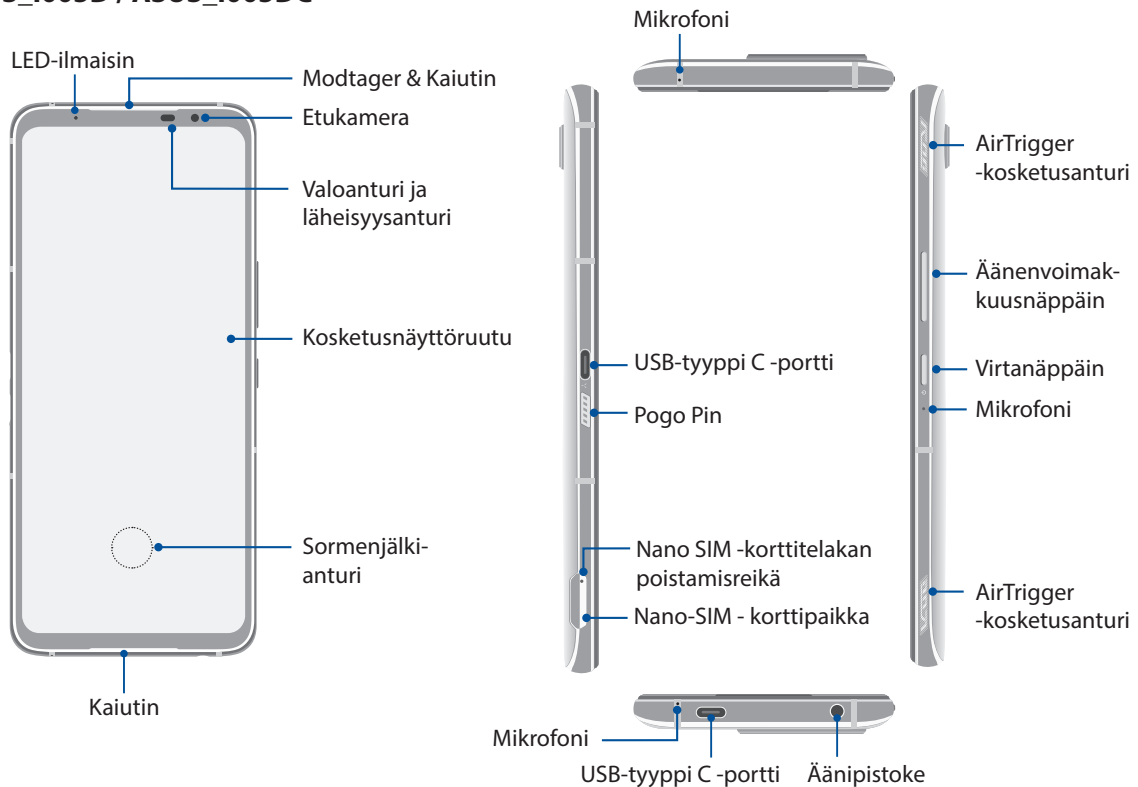 LED-ilmaisin
Modtager & Kaiutin
Etukamera
Valoanturi ja
läheisyysanturi
Kosketusnäyttöruutu
Sormenjälki-
anturi
Kaiutin
Mikrofoni
USB-tyyppi C -portti
Pogo Pin
Nano SIM -korttitelakan
poistamisreikä
Nano-SIM - korttipaikka
AirTrigger
-kosketusanturi
Äänenvoimak-
kuusnäppäin
Virtanäppäin
Mikrofoni
AirTrigger
-kosketusanturi
Mikrofoni
USB-tyyppi C -portti
Äänipistoke